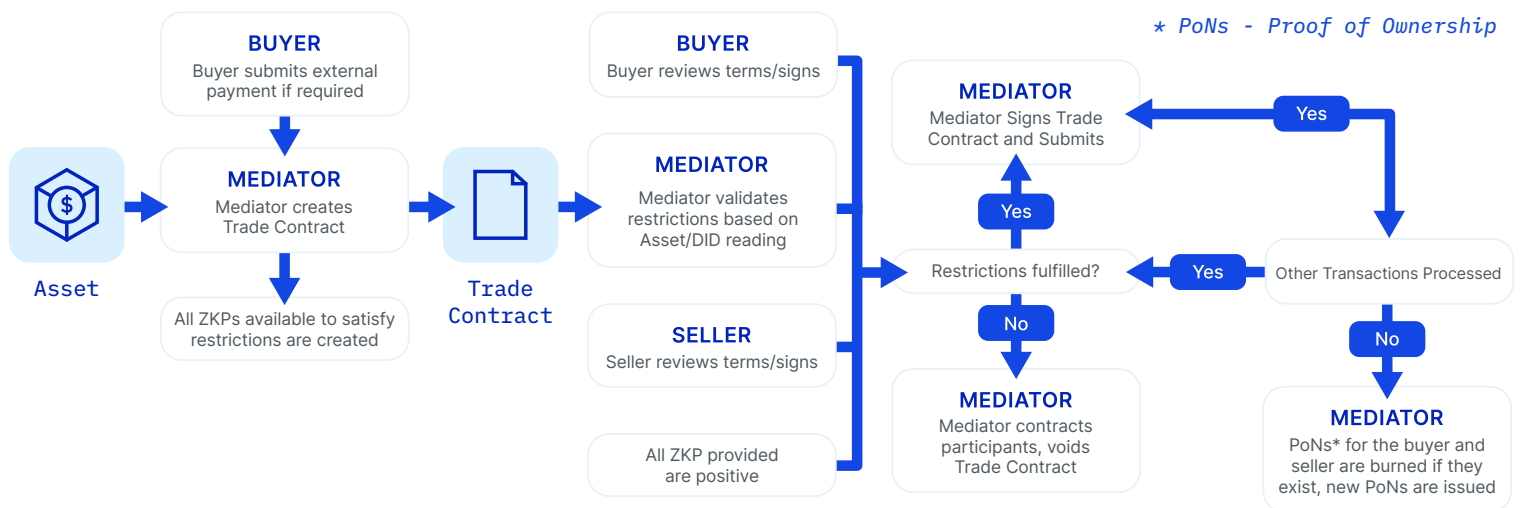 * PoNs - Proof of Ownership
BUYER
Buyer submits external
payment if required
MEDIATOR
Mediator creates
Trade Contract
All ZKPs available to satisfy
restrictions are created
$
Asset
Trade
Contract
BUYER
Buyer reviews terms/signs
MEDIATOR
Mediator validates
restrictions based on
Asset/DID reading
SELLER
Seller reviews terms/signs
All ZKP provided
are positive
MEDIATOR
Mediator Signs Trade
Contract and Submits
Yes
Restrictions fulfilled?
No
MEDIATOR
Mediator contracts
participants, voids
Trade Contract
Yes
Yes
Other Transactions Processed
No
MEDIATOR
PoNs* for the buyer and
seller are burned if they
exist, new PoNs are issued